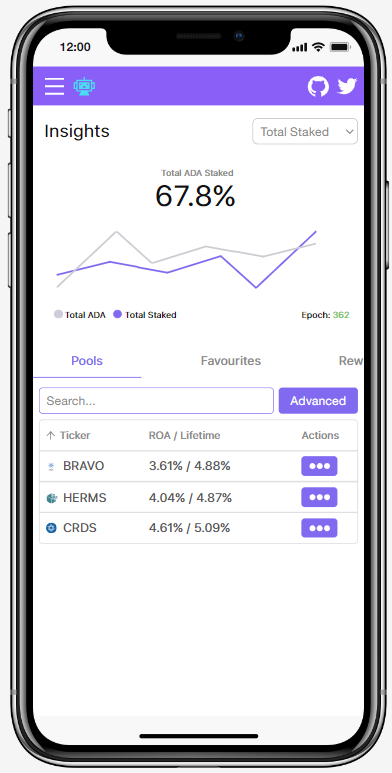 12:00
Insights
Total Staked
Total ADA Staked
67.8%
Total ADA Total Staked Epoch: 362
Pools Favourites Rew
Search... Advanced
Ticker ROA / Lifetime Actions
BRAVO 3.61% / 4.88%
HERMS 4.04% / 4.87%
CRDS 4.61% / 5.09%